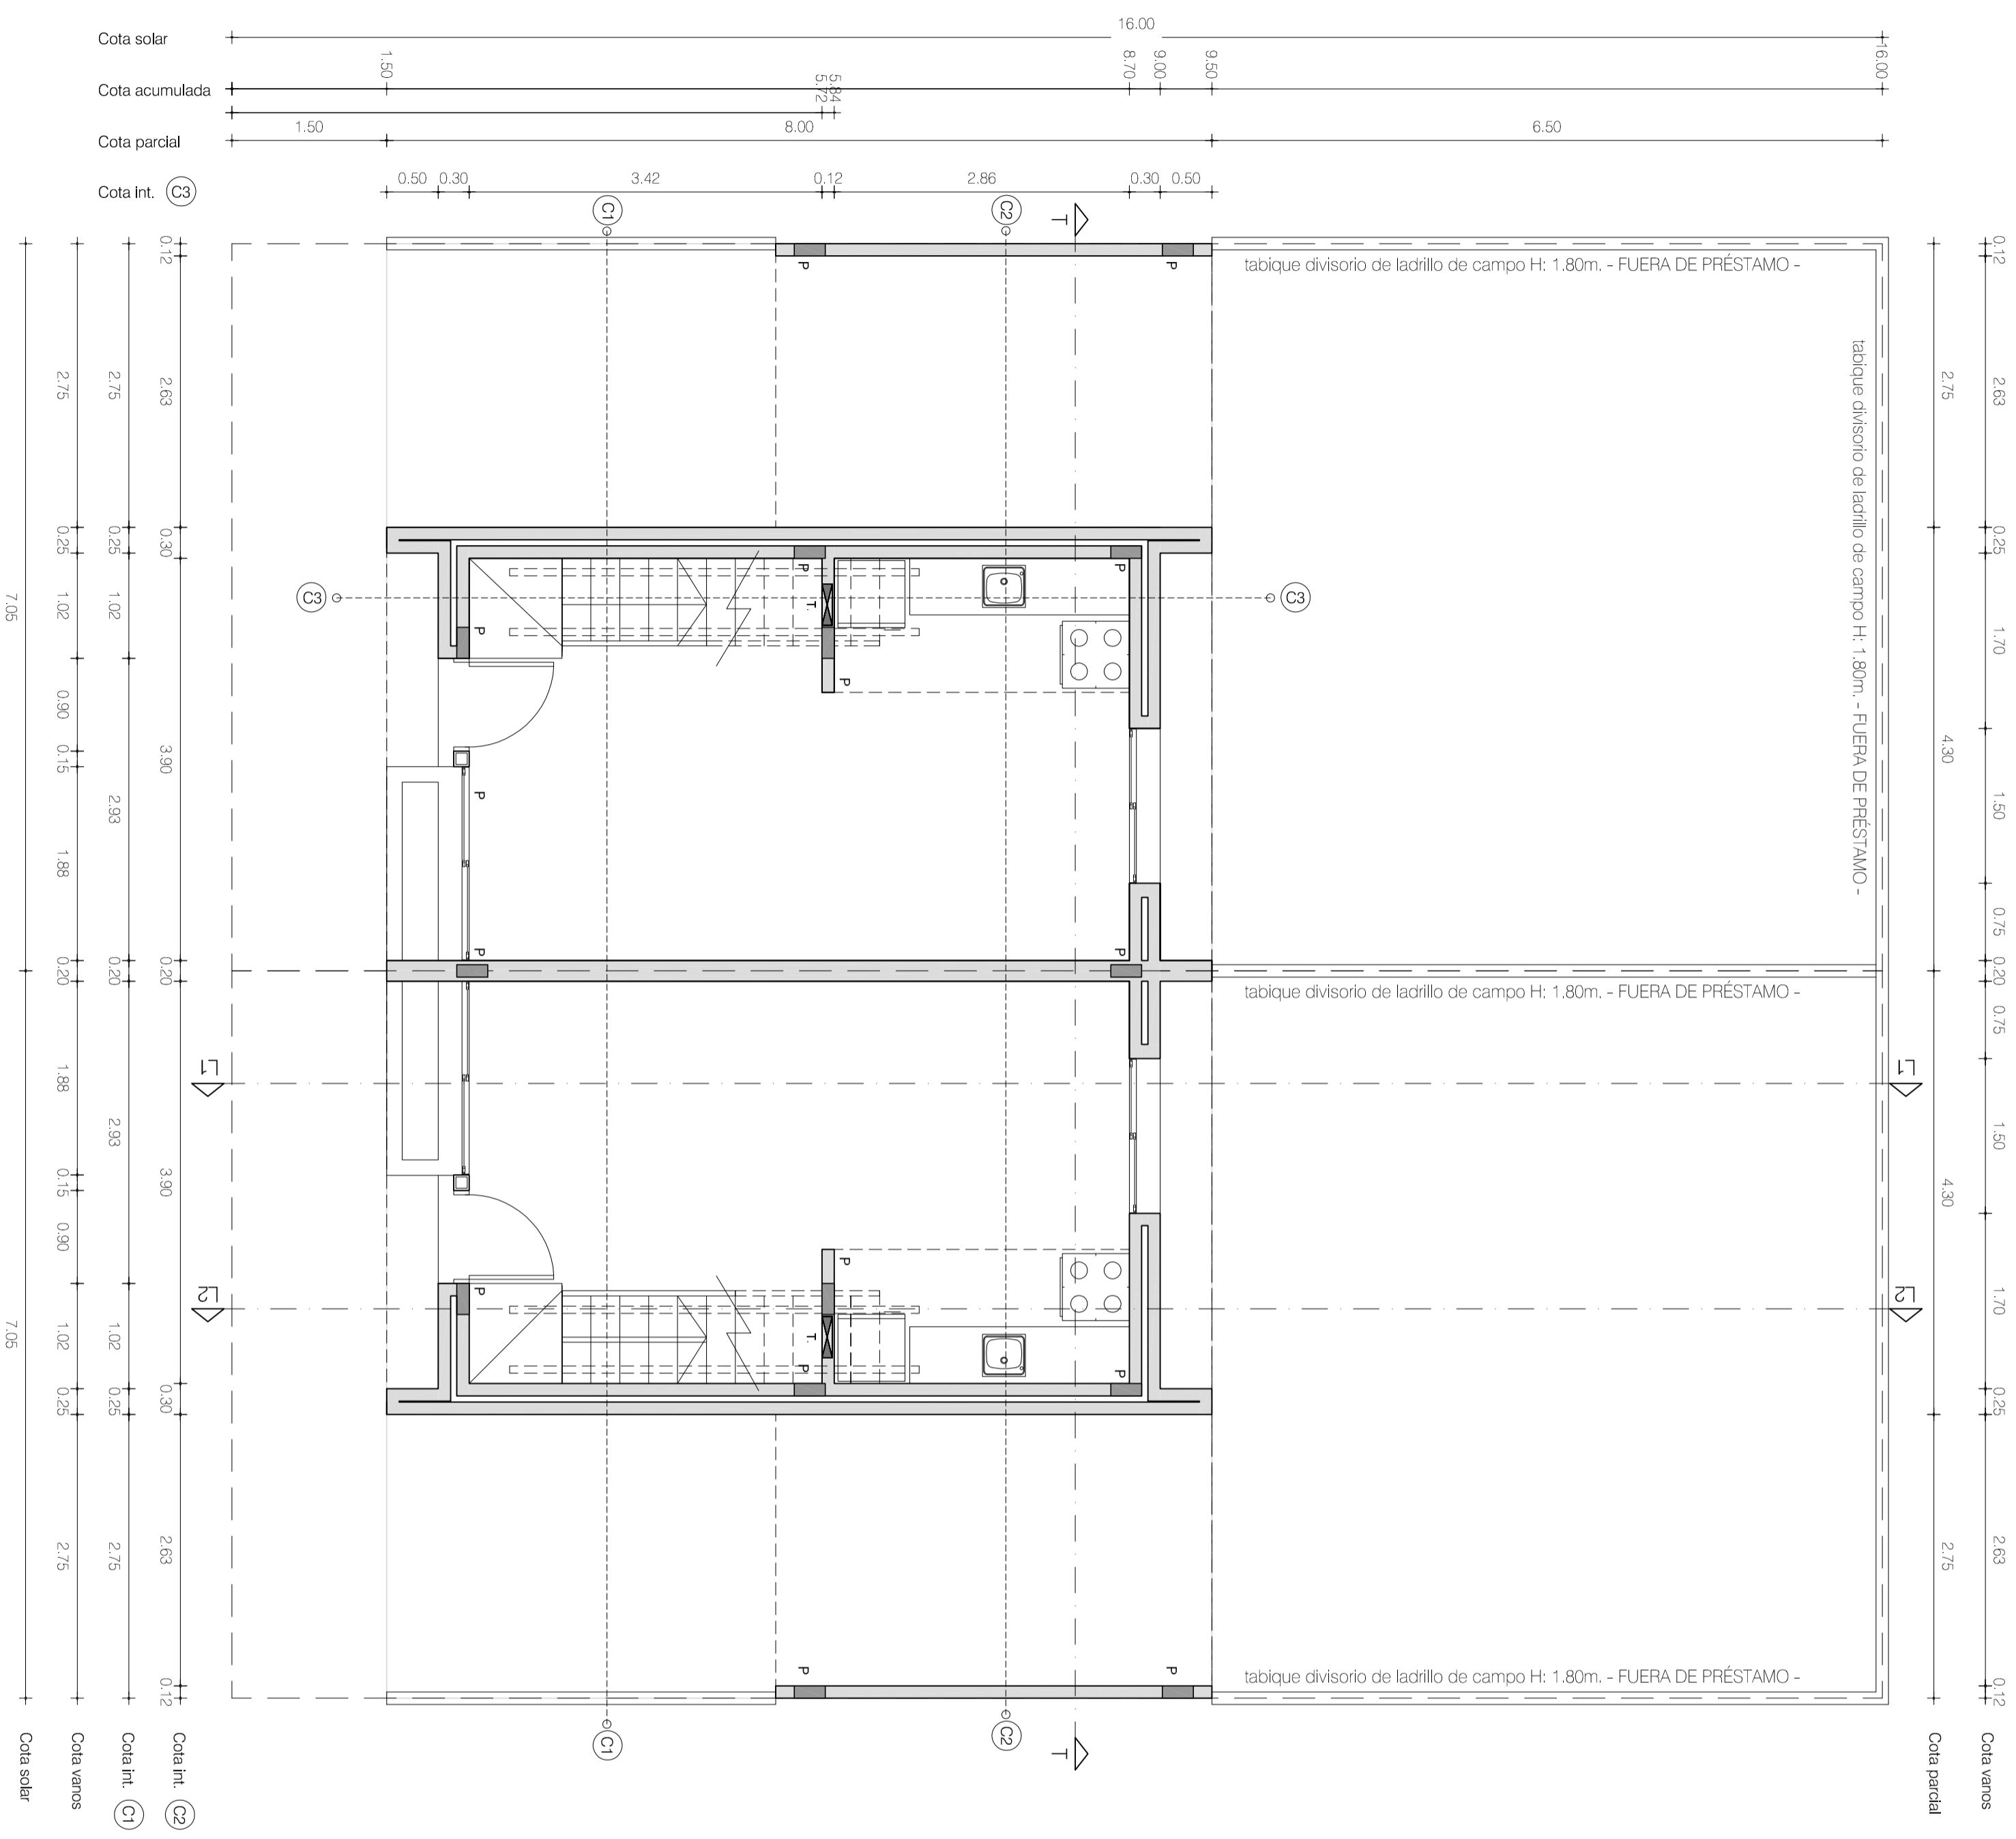 Cota solar
16.00
Cota acumulada
1.50
5.72
5.84
8.70
9.00
9.50
16.00
Cota parcial
1.50
8.00
6.50
Cota int. C3
0.50
0.30
3.42
0.12
2.86
0.30
0.50
C1
C2
T
tabique divisorio de ladrillo de campo H: 1.80m. - FUERA DE PRÉSTAMO -
tabique divisorio de ladrillo de campo H: 1.80m. - FUERA DE PRÉSTAMO -
P
P
C3
C3
P
P
P
T.
P
P
P
P
tabique divisorio de ladrillo de campo H: 1.80m. - FUERA DE PRÉSTAMO -
L1
L1
L2
L2
P
P
T.
P
P
P
P
tabique divisorio de ladrillo de campo H: 1.80m. - FUERA DE PRÉSTAMO -
C1
C2
T
0.12
2.63
1.70
0.25
1.50
0.75
0.20
0.75
1.50
1.70
0.25
2.63
0.12
Cota vanos
2.75
4.30
4.30
2.75
Cota parcial
0.12
2.63
0.30
3.90
0.20
3.90
0.30
2.63
0.12
Cota int. C2
2.75
0.25
1.02
2.93
0.20
2.93
1.02
0.25
2.75
Cota int. C1
2.75
0.25
1.02
0.90
0.15
1.88
0.20
1.88
0.15
0.90
1.02
0.25
2.75
Cota vanos
7.05
7.05
Cota solar